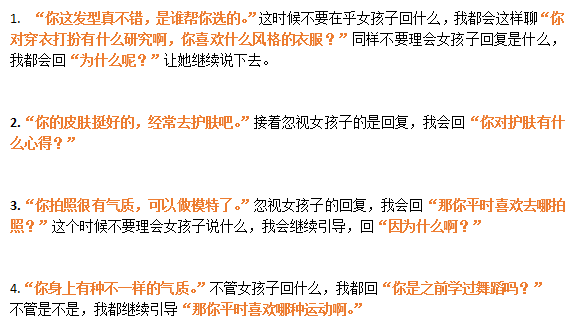 1. “你这发型真不错，是谁帮你选的。”这时候不要在乎女孩子回什么，我都会这样聊“你
对穿衣打扮有什么研究啊，你喜欢什么风格的衣服？”同样不要理会女孩子回复是什么，
我都会回“为什么呢？”让她继续说下去。
2.“你的皮肤挺好的，经常去护肤吧。”接着忽视女孩子的是回复，我会回“你对护肤有什
么心得？”
3.“你拍照很有气质，可以做模特了。”忽视女孩子的回复，我会回“那你平时喜欢去哪拍
照？”这个时候不要理会女孩子说什么，我会继续引导，回“因为什么啊？”
4.“你身上有种不一样的气质。”不管女孩子回什么，我都回“你是之前学过舞蹈吗？”
不管是不是，我都继续引导“那你平时喜欢哪种运动啊。”